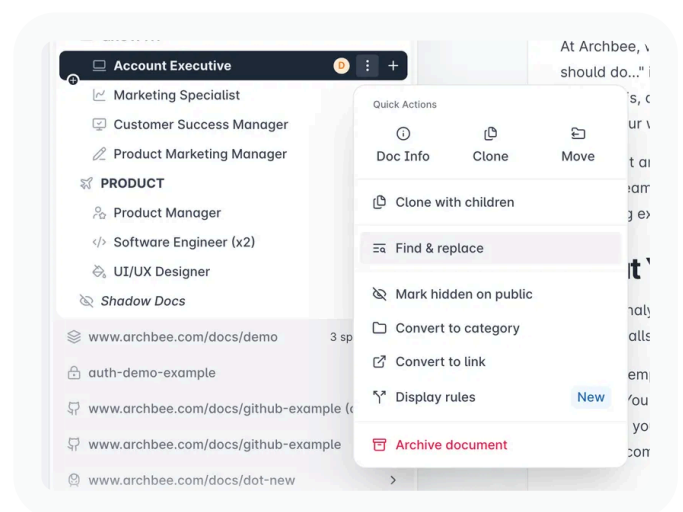 Account Executive
D
Marketing Specialist
Customer Success Manager
Product Marketing Manager
PRODUCT
Product Manager
</> Software Engineer (x2)
UI/UX Designer
Shadow Docs
www.archbee.com/docs/demo 3 sp
auth-demo-example
www.archbee.com/docs/github-example (
www.archbee.com/docs/github-example
www.archbee.com/docs/dot-new
Quick Actions
Doc Info Clone Move
Clone with children
Find & replace
Mark hidden on public
Convert to category
Convert to link
Display rules New
Archive document
At Archbee,
should do..."